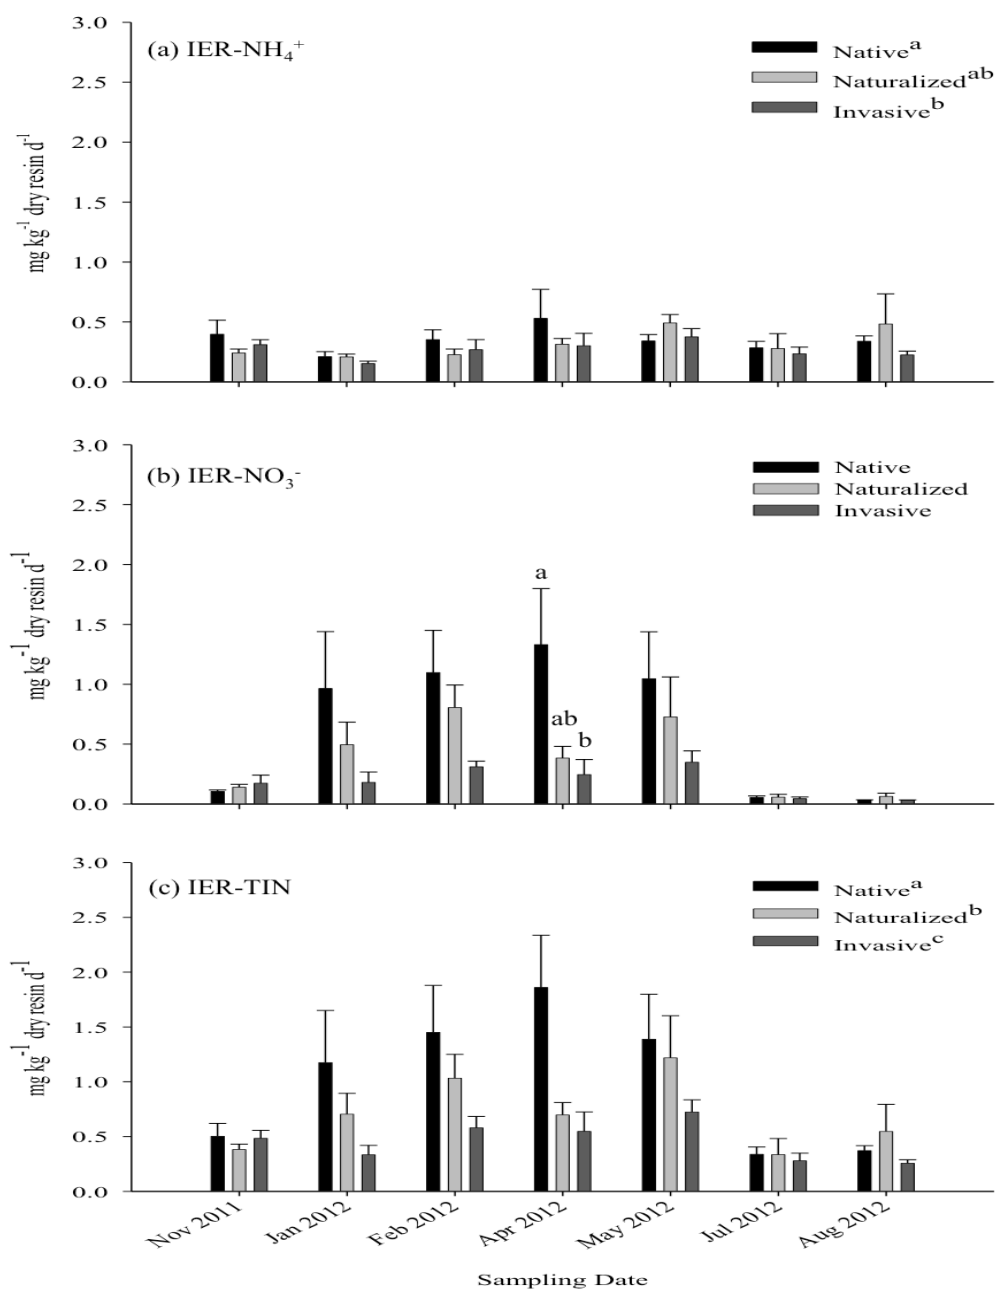 (a) IER-NH₄⁺
Nativeᵃ
Naturalizedᵃᵇ
Invasiveᵇ
3.0
2.5
2.0
1.5
1.0
0.5
0.0
mg kg⁻¹ dry resin d⁻¹
(b) IER-NO₃⁻
Native
Naturalized
Invasive
3.0
2.5
2.0
1.5
1.0
0.5
0.0
mg kg⁻¹ dry resin d⁻¹
a
ab
b
(c) IER-TIN
Nativeᵃ
Naturalizedᵇ
Invasiveᶜ
3.0
2.5
2.0
1.5
1.0
0.5
0.0
mg kg⁻¹ dry resin d⁻¹
Nov 2011
Jan 2012
Feb 2012
Apr 2012
May 2012
Jul 2012
Aug 2012
Sampling Date